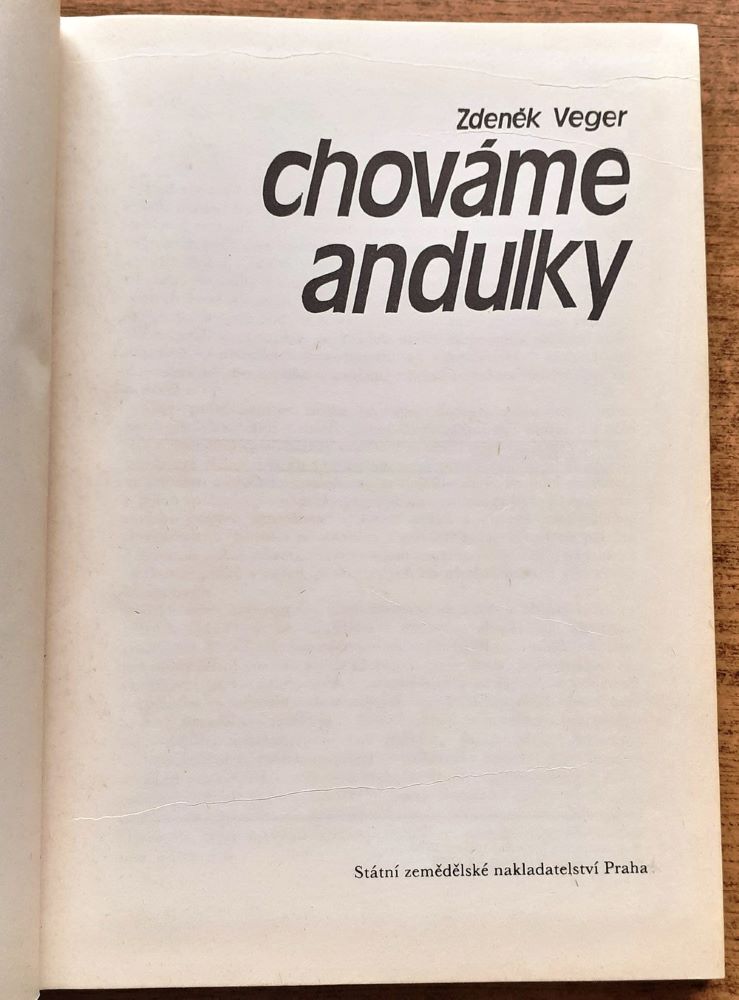 Zdeněk Veger
chováme
andulky
Státní zemědělské nakladatelství Praha